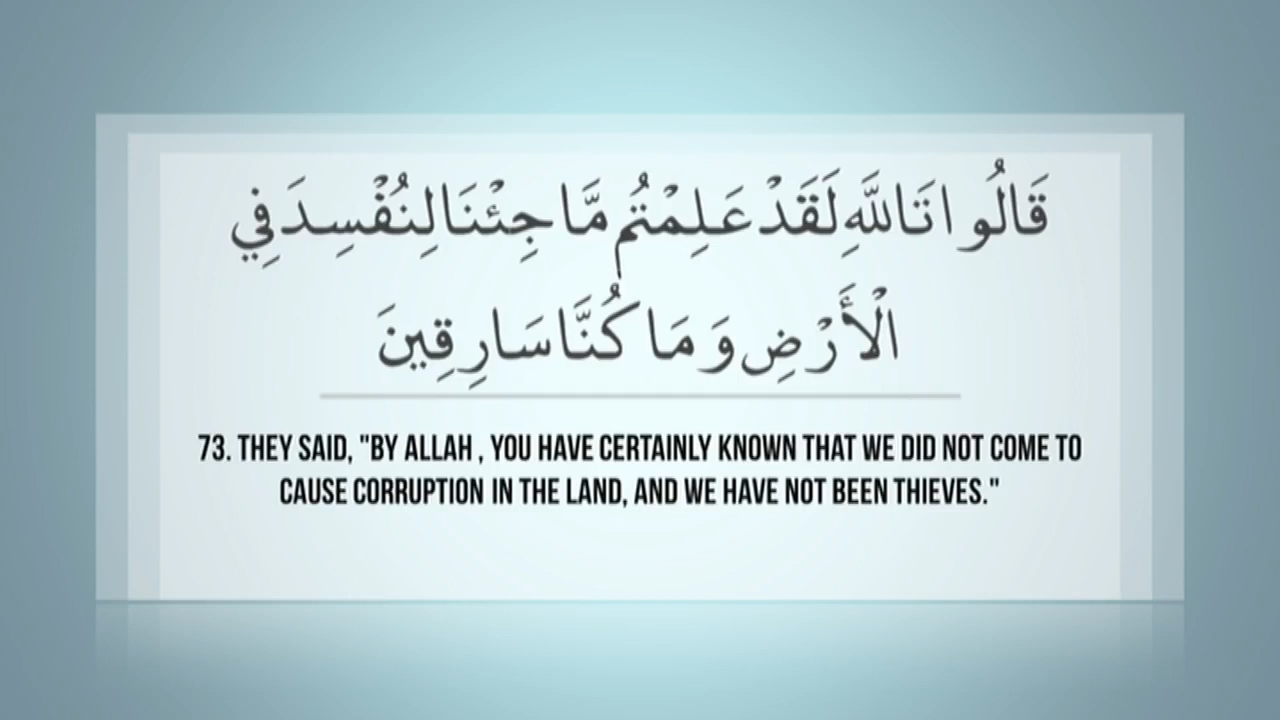 قَالُوا تَاللَّهِ لَقَدْ عَلِمْتُم مَّا جِئْنَا لِنُفْسِدَ فِي
الْأَرْضِ وَمَا كُنَّا سَارِقِينَ
73. THEY SAID, "BY ALLAH , YOU HAVE CERTAINLY KNOWN THAT WE DID NOT COME TO
CAUSE CORRUPTION IN THE LAND, AND WE HAVE NOT BEEN THIEVES."